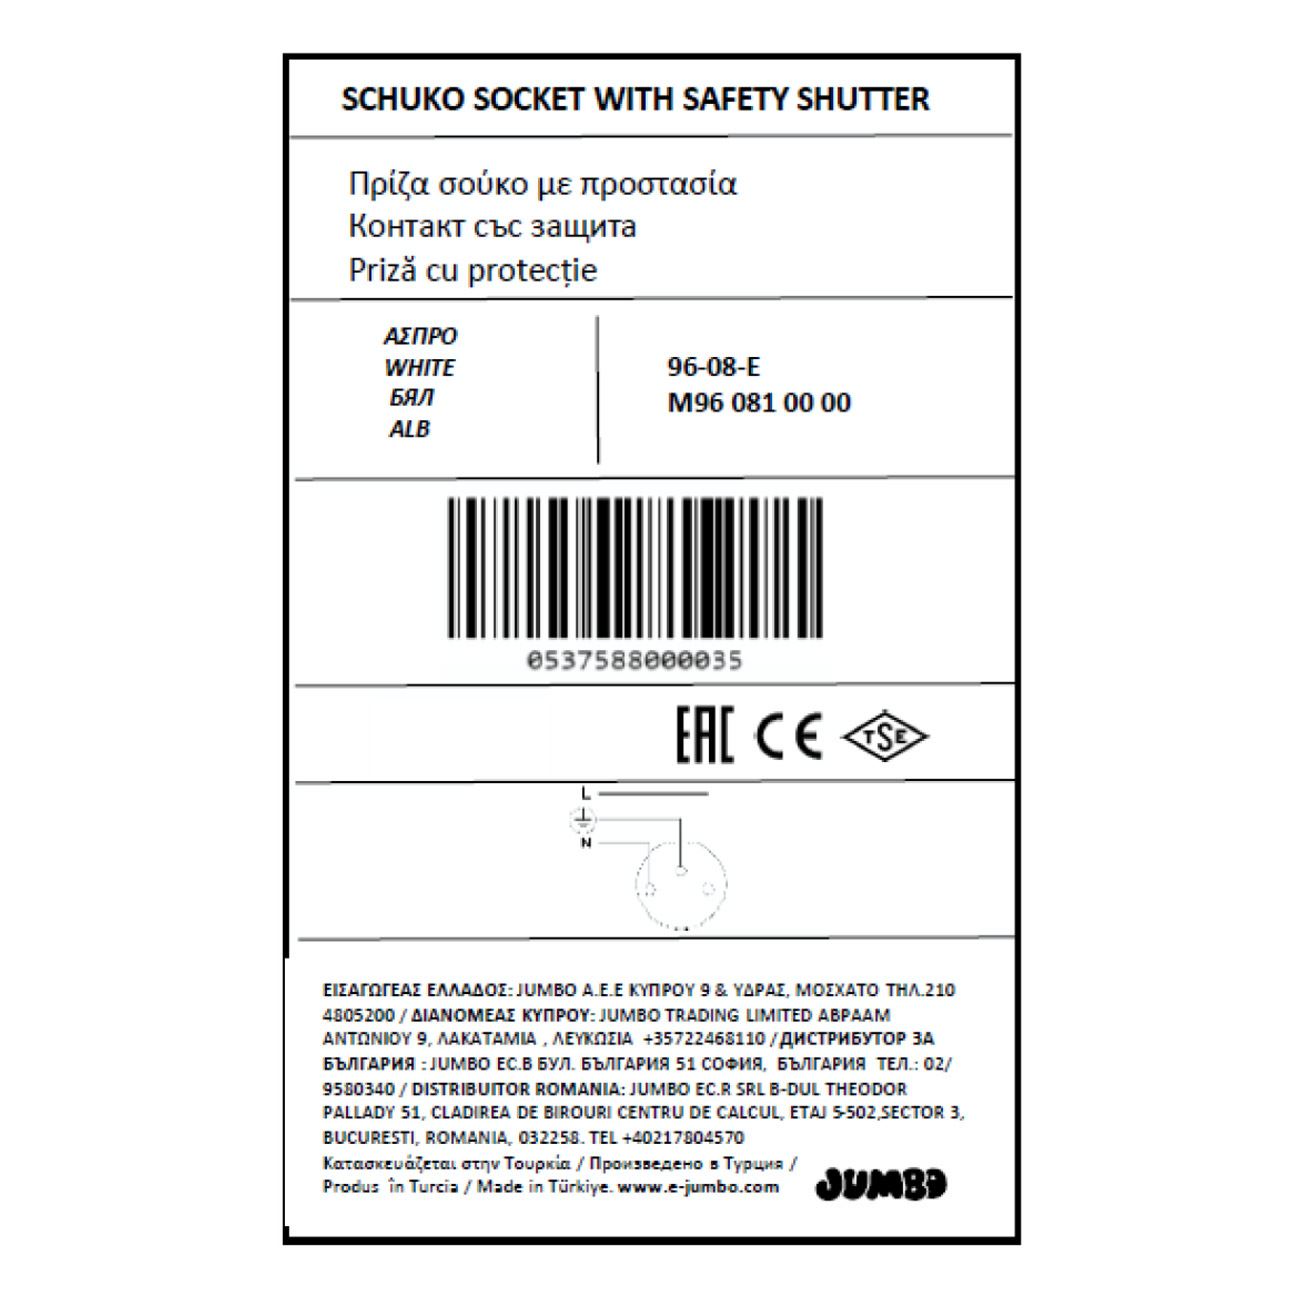 SCHUKO SOCKET WITH SAFETY SHUTTER
Πρίζα σούκο με προστασία
Контакт със защита
Priză cu protecție
ΑΣΠΡΟ
WHITE
БЯЛ
ALB
96-08-E
M96 081 00 00
0537588000035
EAC CE TSE
L
N
ΕΙΣΑΓΩΓΕΑΣ ΕΛΛΑΔΟΣ: JUMBO A.E.E ΚΥΠΡΟΥ 9 & ΥΔΡΑΣ, ΜΟΣΧΑΤΟ ΤΗΛ.210
4805200 / ΔΙΑΝΟΜΕΑΣ ΚΥΠΡΟΥ: JUMBO TRADING LIMITED ΑΒΡΑΑΜ
ΑΝΤΩΝΙΟΥ 9, ΛΑΚΑΤΑΜΙΑ , ΛΕΥΚΩΣΙΑ +35722468110 / ДИСТРИБУТОР ЗА
БЪЛГАРИЯ : JUMBO EC.B БУЛ. БЪЛГАРИЯ 51 СОФИЯ, БЪЛГАРИЯ ТЕЛ.: 02/
9580340 / DISTRIBUITOR ROMANIA: JUMBO EC.R SRL B-DUL THEODOR
PALLADY 51, CLADIREA DE BIROURI CENTRU DE CALCUL, ETAJ 5-502,SECTOR 3,
BUCURESTI, ROMANIA, 032258. TEL +40217804570
Κατασκευάζεται στην Τουρκία / Произведено в Турция /
Produs în Turcia / Made in Türkiye. www.e-jumbo.com
JUMBO